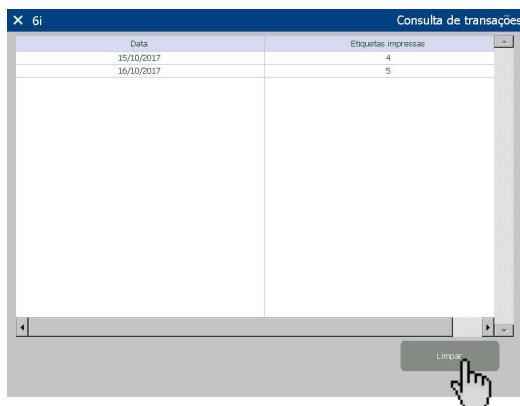 6i Consulta de transações
Data Etiquetas impressas
15/10/2017 4
16/10/2017 5
Limpar